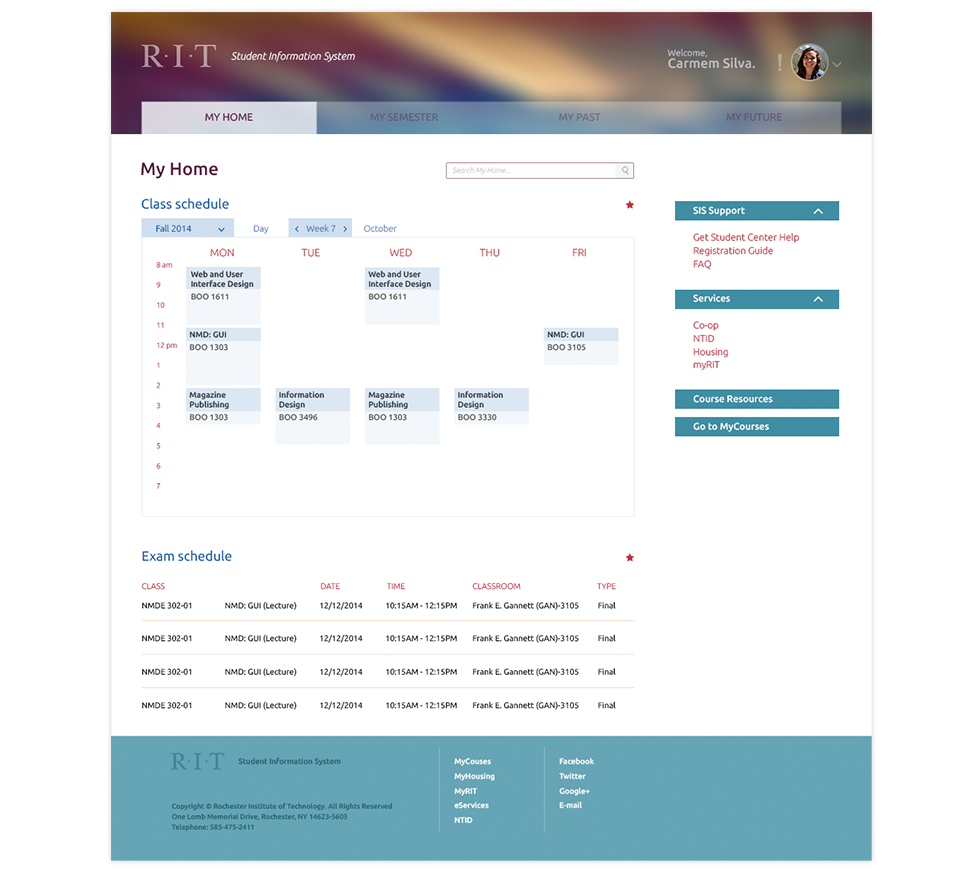 R·I·T Student Information System
Welcome,
Carmem Silva.
MY HOME MY SEMESTER MY PAST MY FUTURE
My Home
Search My Home...
Class schedule
Fall 2014 Day < Week 7 > October
MON TUE WED THU FRI
8 am
9
10
11
12 pm
1
2
3
4
5
6
7
Web and User
Interface Design
BOO 1611
NMD: GUI
BOO 1303
Magazine
Publishing
BOO 1303
Information
Design
BOO 3496
Web and User
Interface Design
BOO 1611
Magazine
Publishing
BOO 1303
Information
Design
BOO 3330
NMD: GUI
BOO 3105
SIS Support
Get Student Center Help
Registration Guide
FAQ
Services
Co-op
NTID
Housing
myRIT
Course Resources
Go to MyCourses
Exam schedule
CLASS DATE TIME CLASSROOM TYPE
NMDE 302-01 NMD: GUI (Lecture) 12/12/2014 10:15AM - 12:15PM Frank E. Gannett (GAN)-3105 Final
NMDE 302-01 NMD: GUI (Lecture) 12/12/2014 10:15AM - 12:15PM Frank E. Gannett (GAN)-3105 Final
NMDE 302-01 NMD: GUI (Lecture) 12/12/2014 10:15AM - 12:15PM Frank E. Gannett (GAN)-3105 Final
NMDE 302-01 NMD: GUI (Lecture) 12/12/2014 10:15AM - 12:15PM Frank E. Gannett (GAN)-3105 Final
R·I·T Student Information System
Copyright © Rochester Institute of Technology. All Rights Reserved
One Lomb Memorial Drive, Rochester, NY 14623-5603
Telephone: 585-475-2411
MyCouses
MyHousing
MyRIT
eServices
NTID
Facebook
Twitter
Google+
E-mail